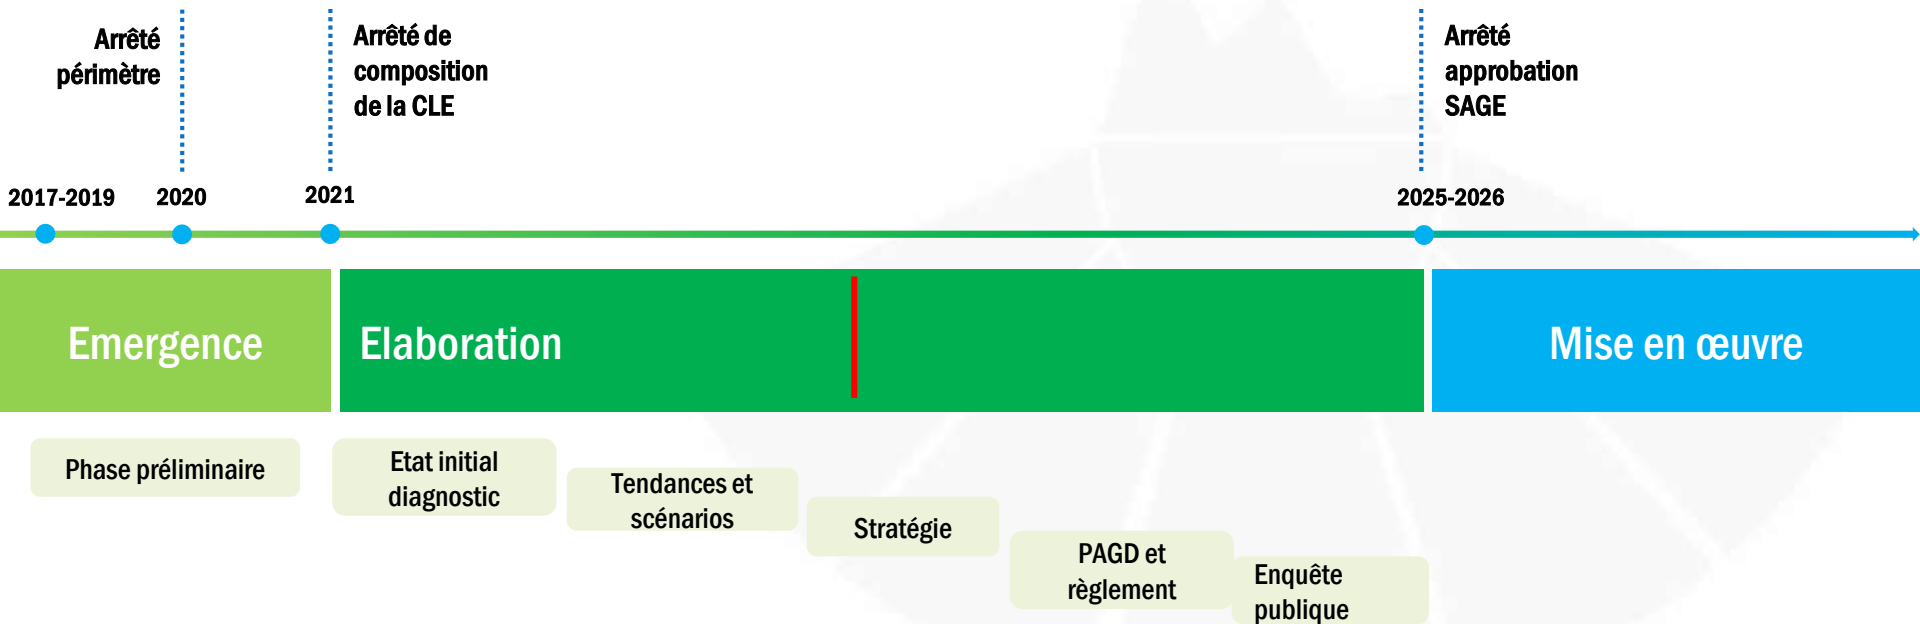 Arrêté
périmètre
Arrêté de
composition
de la CLE
Arrêté
approbation
SAGE
2017-2019
2020
2021
2025-2026
Emergence
Elaboration
Mise en œuvre
Phase préliminaire
Etat initial
diagnostic
Tendances et
scénarios
Stratégie
PAGD et
règlement
Enquête
publique